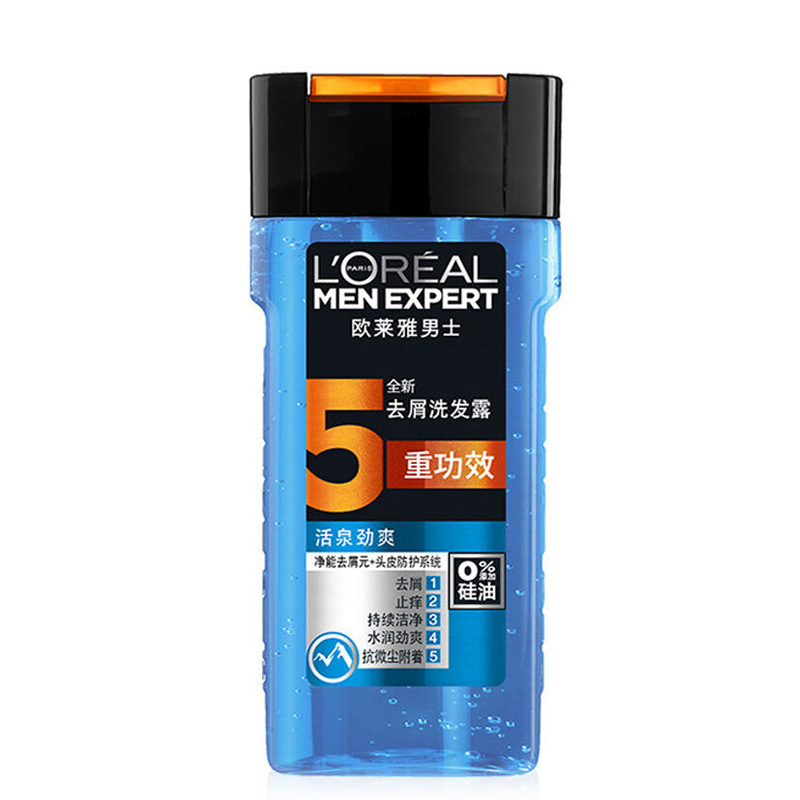 L'ORÉAL
PARIS
MEN EXPERT
欧莱雅男士
5
全新
去屑洗发露
重功效
活泉劲爽
净能去屑元+头皮防护系统
0%
添加
硅油
去屑 1
止痒 2
持续洁净 3
水润劲爽 4
抗微尘附着 5